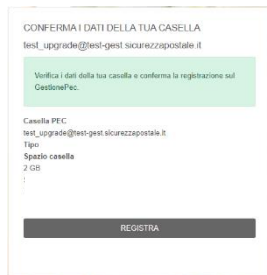 CONFERMA I DATI DELLA TUA CASELLA
test_upgrade@test-gest.sicurezzapostale.it
Verifica i dati della tua casella e conferma la registrazione sul
GestionePec.
Casella PEC
test_upgrade@test-gest.sicurezzapostale.it
Tipo
Spazio casella
2 GB
REGISTRA